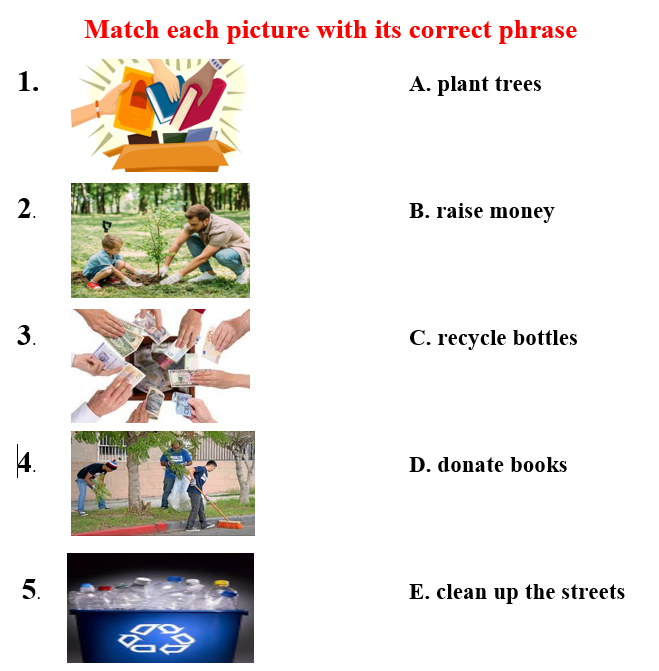 Match each picture with its correct phrase
1. A. plant trees
2. B. raise money
3. C. recycle bottles
4. D. donate books
5. E. clean up the streets